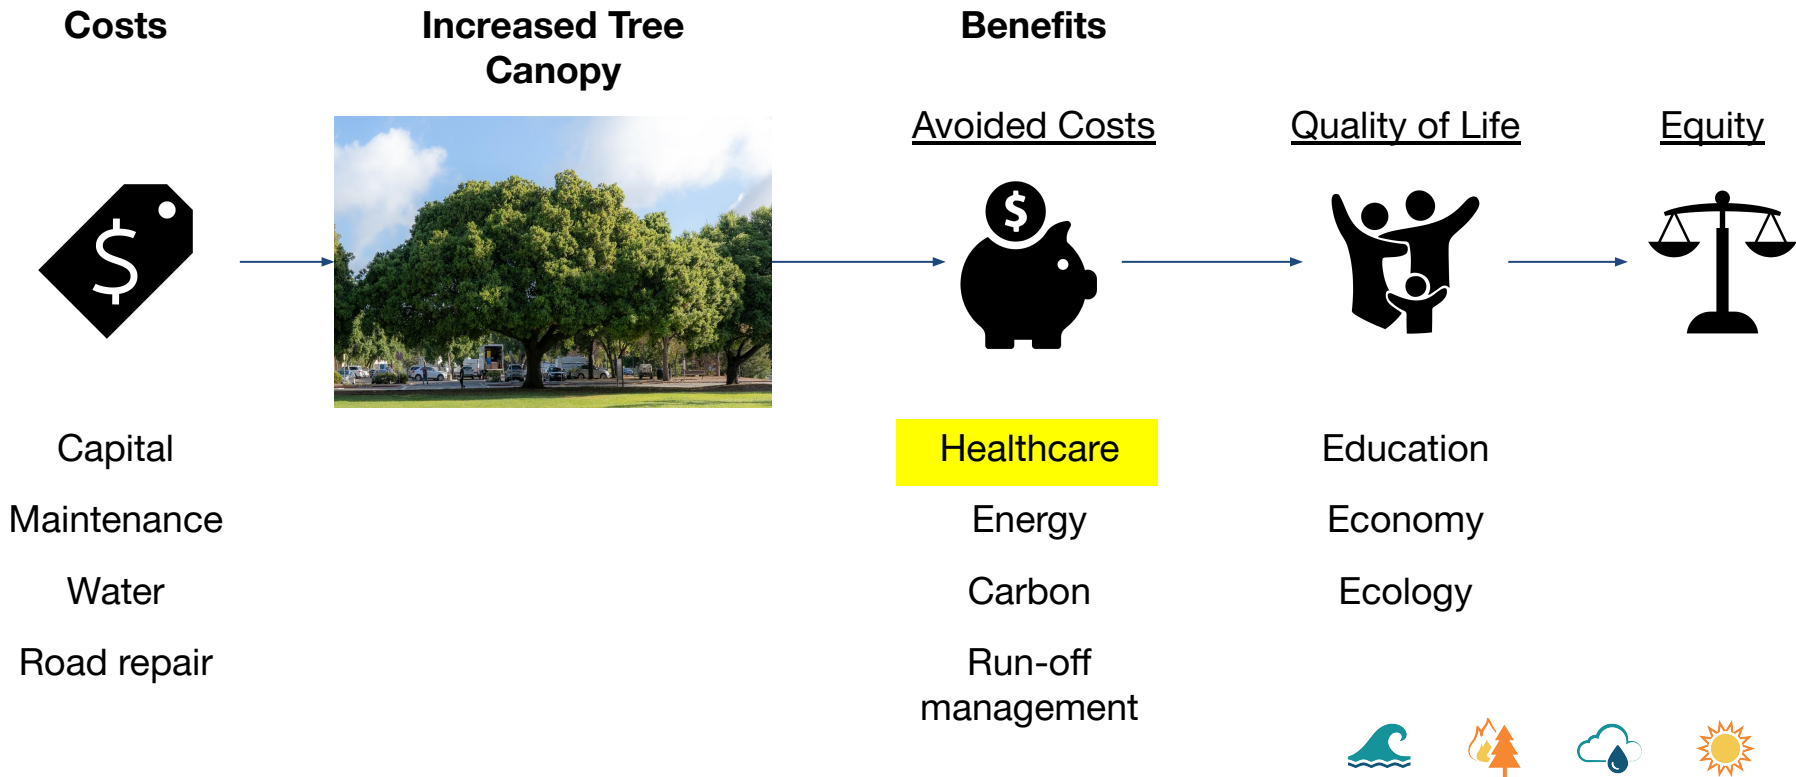 Costs
Increased Tree
Canopy
Benefits
Avoided Costs
Quality of Life
Equity
$
$
Capital
Maintenance
Water
Road repair
Healthcare
Energy
Carbon
Run-off
management
Education
Economy
Ecology